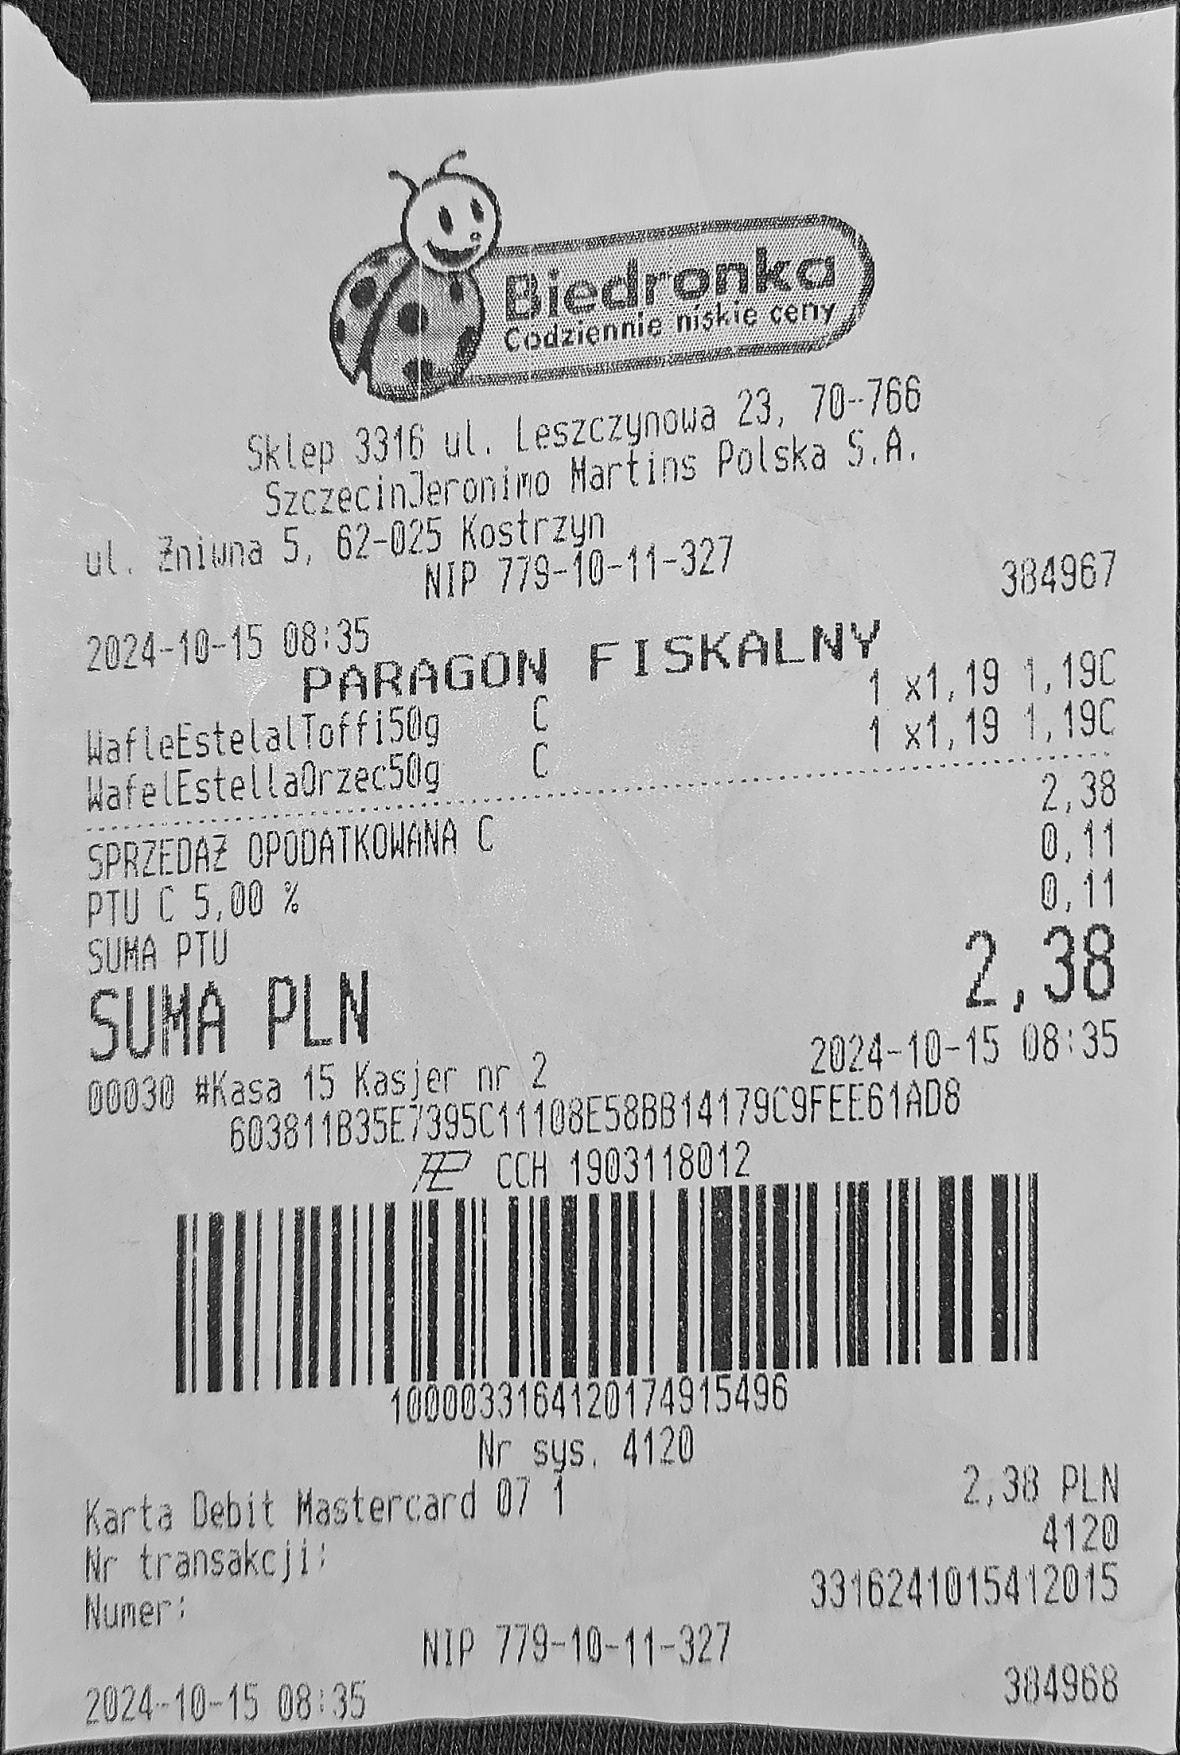 Biedronka
Codziennie niskie ceny
Sklep 3316 ul. Leszczynowa 23, 70-766
SzczecinJeronimo Martins Polska S.A.
ul. Żniwna 5, 62-025 Kostrzyn
NIP 779-10-11-327
2024-10-15 08:35 384967
PARAGON FISKALNY
WafleEstelalToffi50g C 1 x1,19 1,19C
WafelEstellaOrzec50g C 1 x1,19 1,19C
SPRZEDAŻ OPODATKOWANA C 2,38
PTU C 5,00 % 0,11
SUMA PTU 0,11
SUMA PLN 2,38
00030 #Kasa 15 Kasjer nr 2 2024-10-15 08:35
603811B35E7395C11108E58BB14179C9FEE61AD8
CCH 1903118012
1000033164120174915496
Nr sys. 4120
Karta Debit Mastercard 07 1 2,38 PLN
Nr transakcji: 4120
Numer: 3316241015412015
NIP 779-10-11-327
2024-10-15 08:35 384968